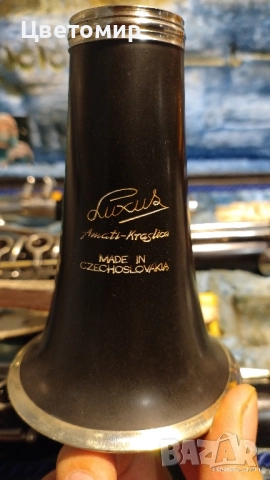 Цветомир
Luxus
Amati-Kraslice
MADE IN
CZECHOSLOVAKIA
BAZAR